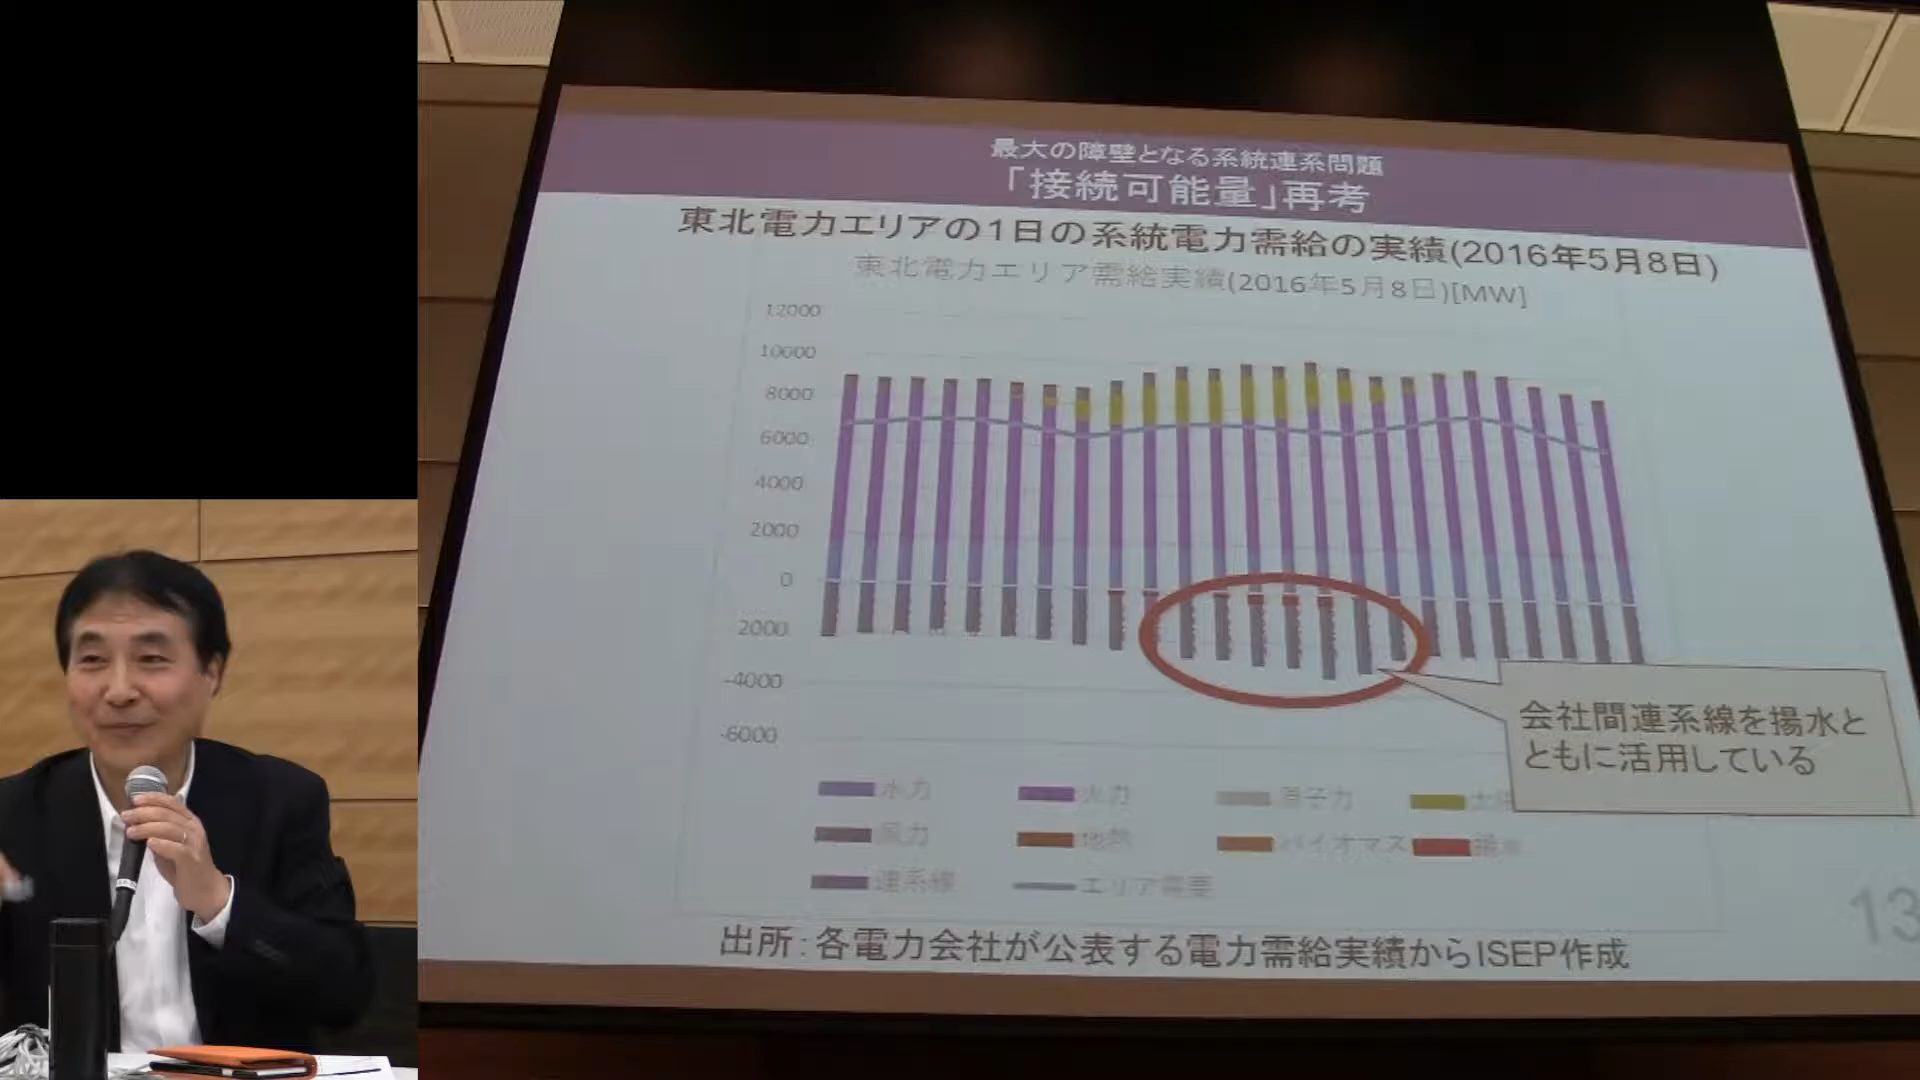 最大の障壁となる系統連系問題
「接続可能量」再考
東北電力エリアの1日の系統電力需給の実績(2016年5月8日)
東北電力エリア需給実績(2016年5月8日)[MW]
12000
10000
8000
6000
4000
2000
0
2000
-4000
-6000
会社間連系線を揚水と
ともに活用している
水力 火力 原子力 太
風力 地熱 バイオマス 揚水
連系線 エリア需要
13
出所:各電力会社が公表する電力需給実績からISEP作成